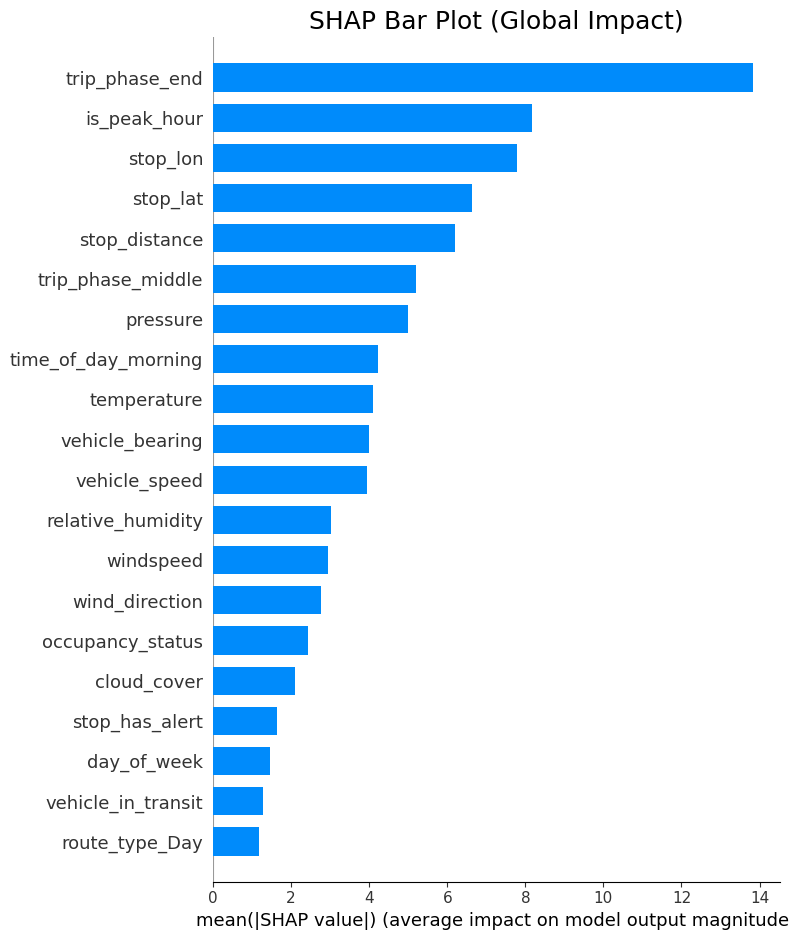 SHAP Bar Plot (Global Impact)
trip_phase_end
is_peak_hour
stop_lon
stop_lat
stop_distance
trip_phase_middle
pressure
time_of_day_morning
temperature
vehicle_bearing
vehicle_speed
relative_humidity
windspeed
wind_direction
occupancy_status
cloud_cover
stop_has_alert
day_of_week
vehicle_in_transit
route_type_Day
0 2 4 6 8 10 12 14
mean(|SHAP value|) (average impact on model output magnitude